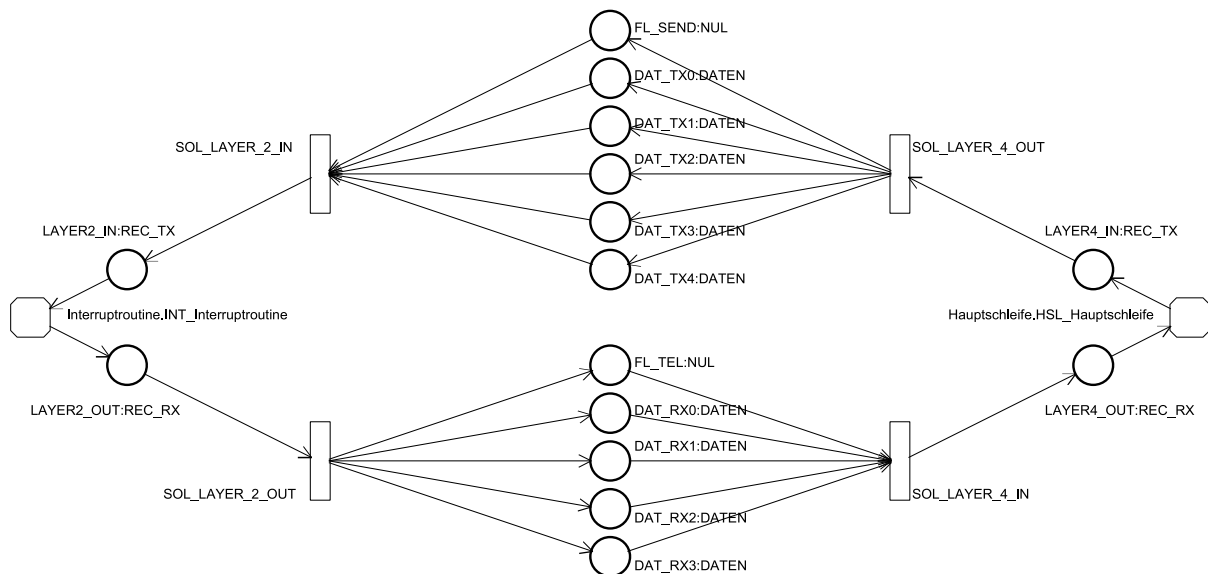 FL_SEND:NUL
DAT_TX0:DATEN
DAT_TX1:DATEN
SOL_LAYER_2_IN
SOL_LAYER_4_OUT
DAT_TX2:DATEN
DAT_TX3:DATEN
LAYER2_IN:REC_TX
LAYER4_IN:REC_TX
DAT_TX4:DATEN
Interruptroutine.INT_Interruptroutine
Hauptschleife.HSL_Hauptschleife
FL_TEL:NUL
LAYER2_OUT:REC_RX
DAT_RX0:DATEN
LAYER4_OUT:REC_RX
DAT_RX1:DATEN
SOL_LAYER_2_OUT
SOL_LAYER_4_IN
DAT_RX2:DATEN
DAT_RX3:DATEN